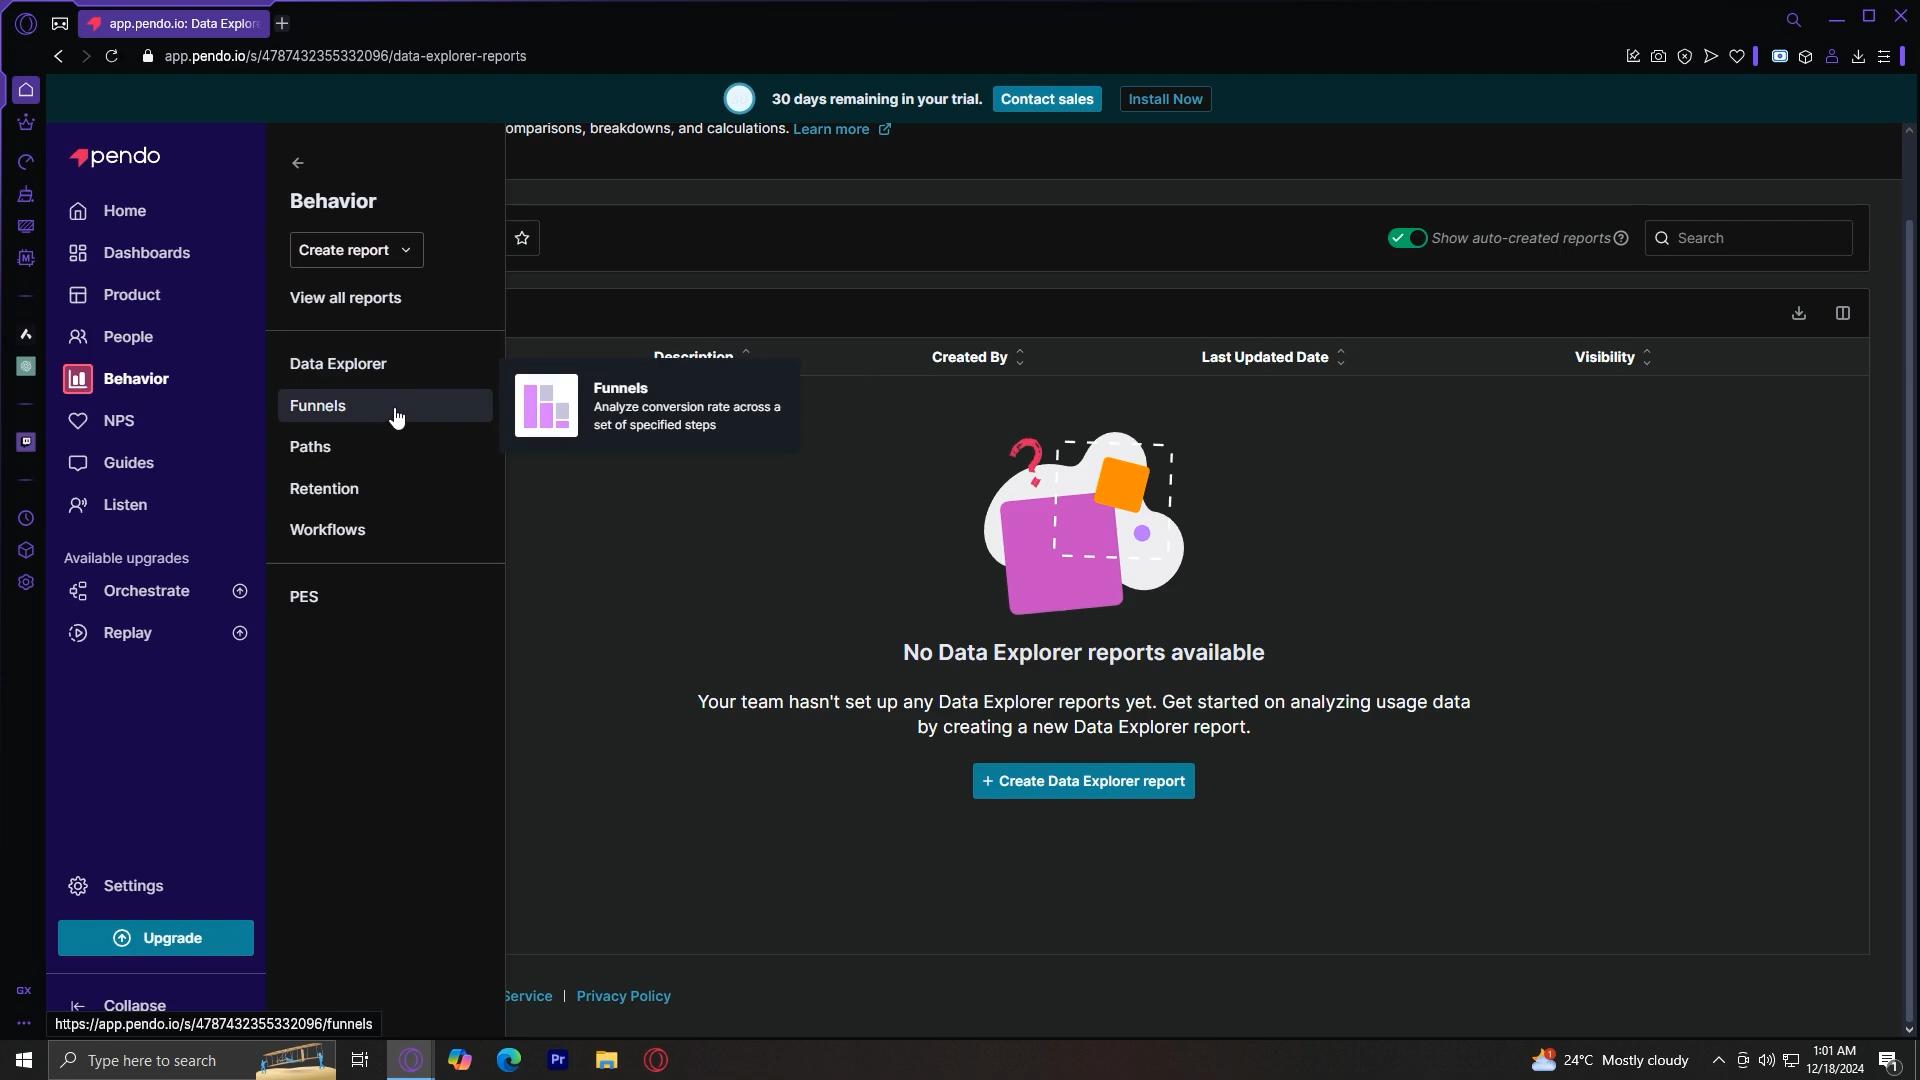 app.pendo.io: Data Explor
app.pendo.io/s/4787432355332096/data-explorer-reports
30 days remaining in your trial.
Contact sales
Install Now
omparisons, breakdowns, and calculations. Learn more
pendo
Home
Dashboards
Product
People
Behavior
NPS
Guides
Listen
Available upgrades
Orchestrate
Replay
Settings
Upgrade
Collapse
Behavior
Create report
View all reports
Data Explorer
Funnels
Paths
Retention
Workflows
PES
Show auto-created reports
Search
Description
Created By
Last Updated Date
Visibility
Funnels
Analyze conversion rate across a
set of specified steps
No Data Explorer reports available
Your team hasn't set up any Data Explorer reports yet. Get started on analyzing usage data
by creating a new Data Explorer report.
+ Create Data Explorer report
Service | Privacy Policy
GX
https://app.pendo.io/s/4787432355332096/funnels
Type here to search
Pr
1
24°C Mostly cloudy
1:01 AM
12/18/2024
1